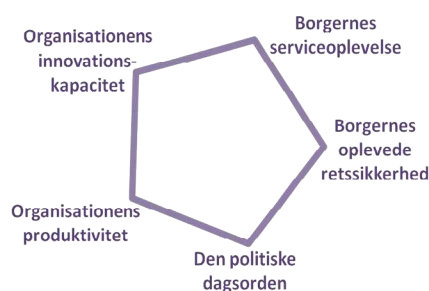 Organisationens
innovations-
kapacitet
Borgernes
serviceoplevelse
Borgernes
oplevede
retssikkerhed
Organisationens
produktivitet
Den politiske
dagsorden